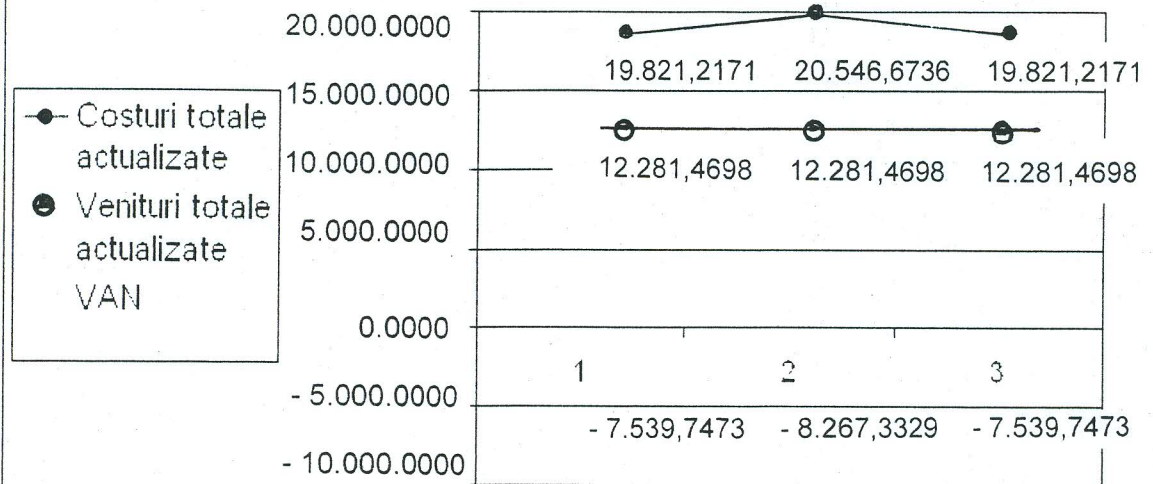 20.000.0000
19.821,2171 20.546,6736 19.821,2171
15.000.0000
Costuri totale
actualizate
Venituri totale
actualizate
VAN
12.281,4698 12.281,4698 12.281,4698
10.000.0000
5.000.0000
0.0000
1 2 3
- 5.000.0000
- 7.539,7473 - 8.267,3329 - 7.539,7473
- 10.000.0000